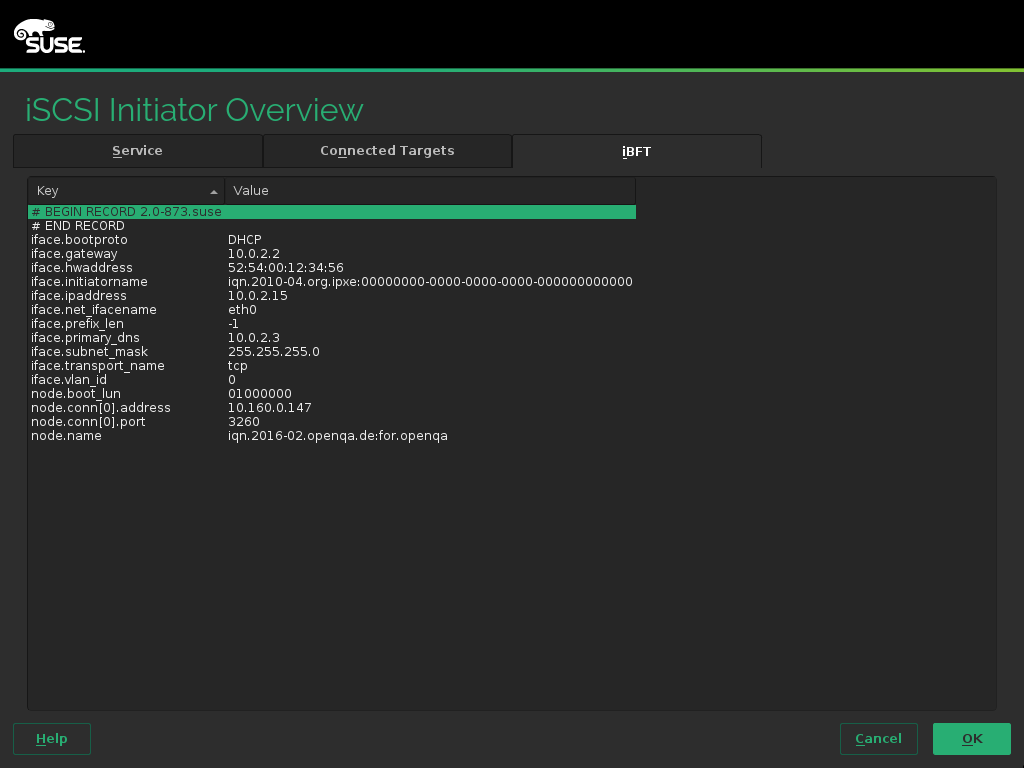 SUSE.
iSCSI Initiator Overview
Service Connected Targets iBFT
Key Value
# BEGIN RECORD 2.0-873.suse
# END RECORD
iface.bootproto DHCP
iface.gateway 10.0.2.2
iface.hwaddress 52:54:00:12:34:56
iface.initiatorname iqn.2010-04.org.ipxe:00000000-0000-0000-0000-000000000000
iface.ipaddress 10.0.2.15
iface.net_ifacename eth0
iface.prefix_len -1
iface.primary_dns 10.0.2.3
iface.subnet_mask 255.255.255.0
iface.transport_name tcp
iface.vlan_id 0
node.boot_lun 01000000
node.conn[0].address 10.160.0.147
node.conn[0].port 3260
node.name iqn.2016-02.openqa.de:for.openqa
Help Cancel OK